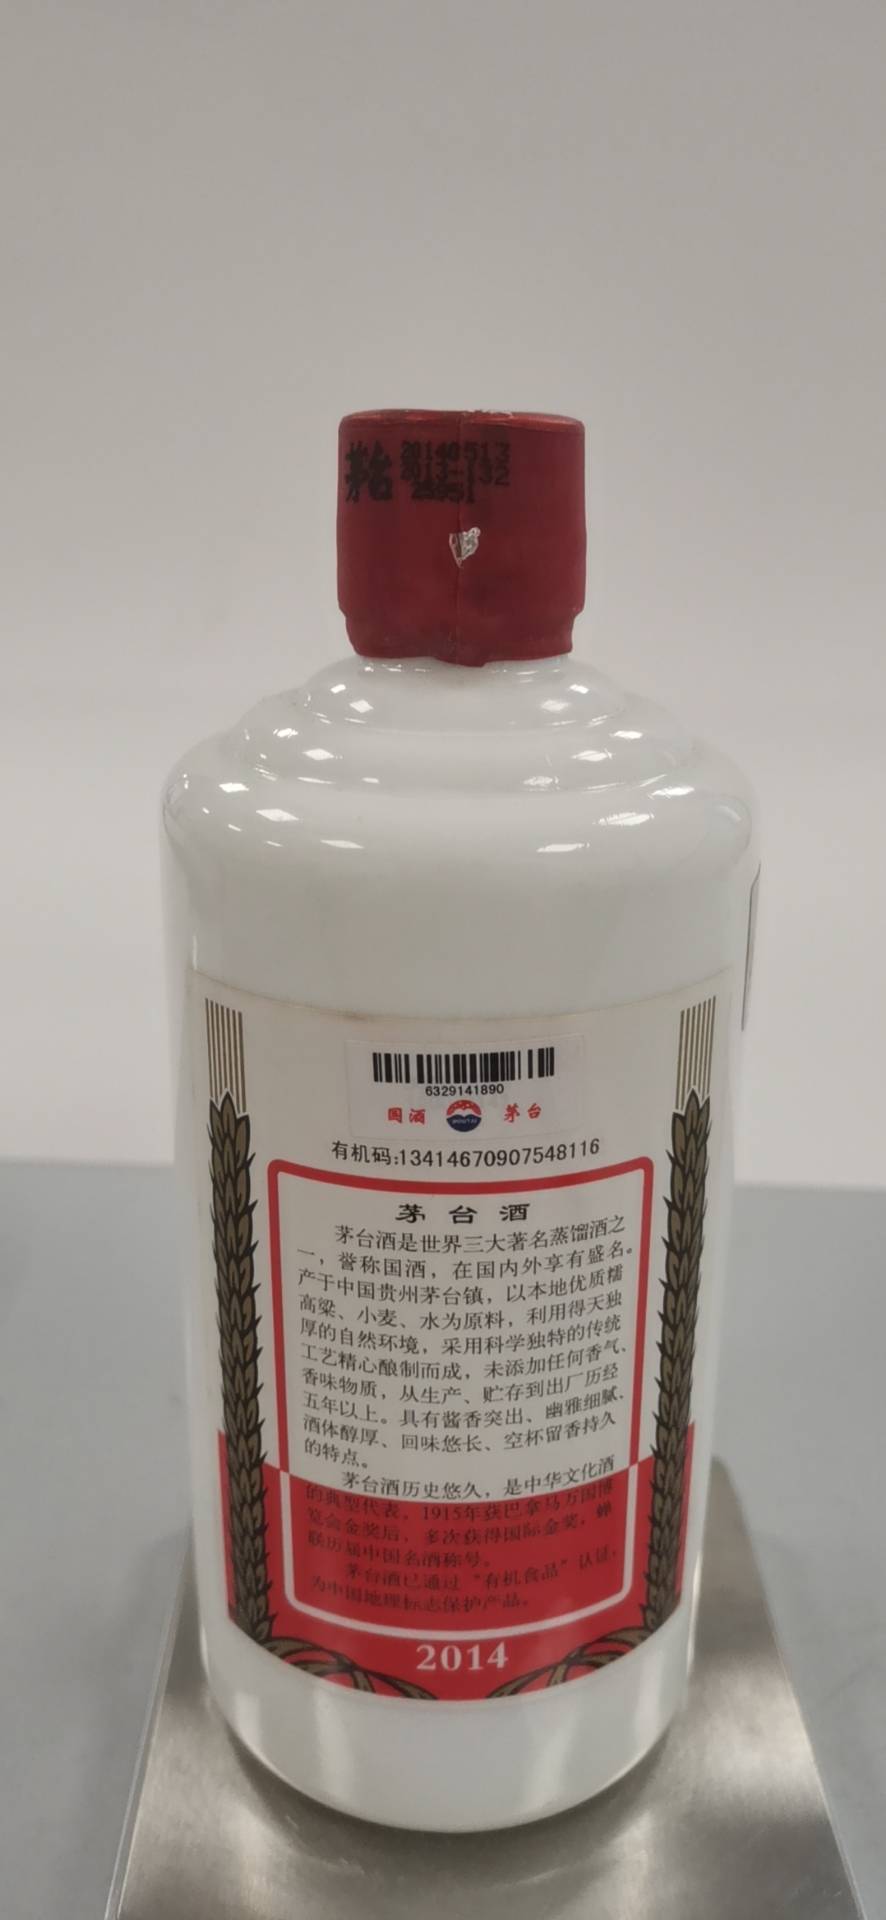 茅台 20140513
2013-132
25951
6329141890
国酒 MOUTAI 茅台
有机码:13414670907548116
茅台酒
茅台酒是世界三大著名蒸馏酒之
一，誉称国酒，在国内外享有盛名。
产于中国贵州茅台镇，以本地优质糯
高粱、小麦、水为原料，利用得天独
厚的自然环境，采用科学独特的传统
工艺精心酿制而成，未添加任何香气、
香味物质，从生产、贮存到出厂历经
五年以上。具有酱香突出、幽雅细腻、
酒体醇厚、回味悠长、空杯留香持久
的特点。
茅台酒历史悠久，是中华文化酒
的典型代表。1915年获巴拿马万国博
览会金奖后，多次获得国际金奖，蝉
联历届中国名酒称号。
茅台酒已通过“有机食品”认证，
为中国地理标志保护产品。
2014